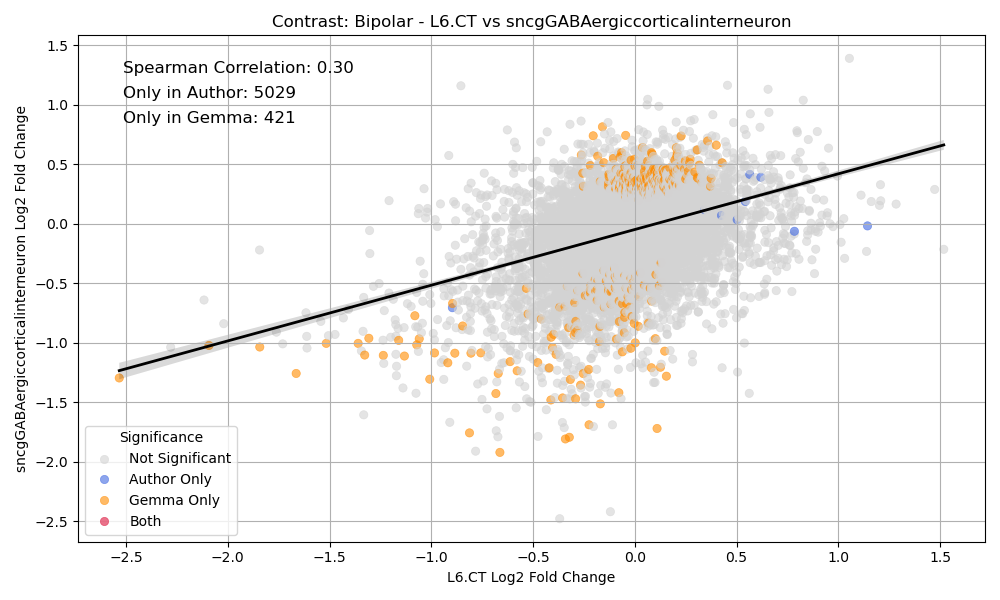 Contrast: Bipolar - L6.CT vs sncgGABAergiccorticalinterneuron
Spearman Correlation: 0.30
Only in Author: 5029
Only in Gemma: 421
sncgGABAergiccorticalinterneuron Log2 Fold Change
1.5
1.0
0.5
0.0
−0.5
−1.0
−1.5
−2.0
−2.5
Significance
Not Significant
Author Only
Gemma Only
Both
−2.5 −2.0 −1.5 −1.0 −0.5 0.0 0.5 1.0 1.5
L6.CT Log2 Fold Change